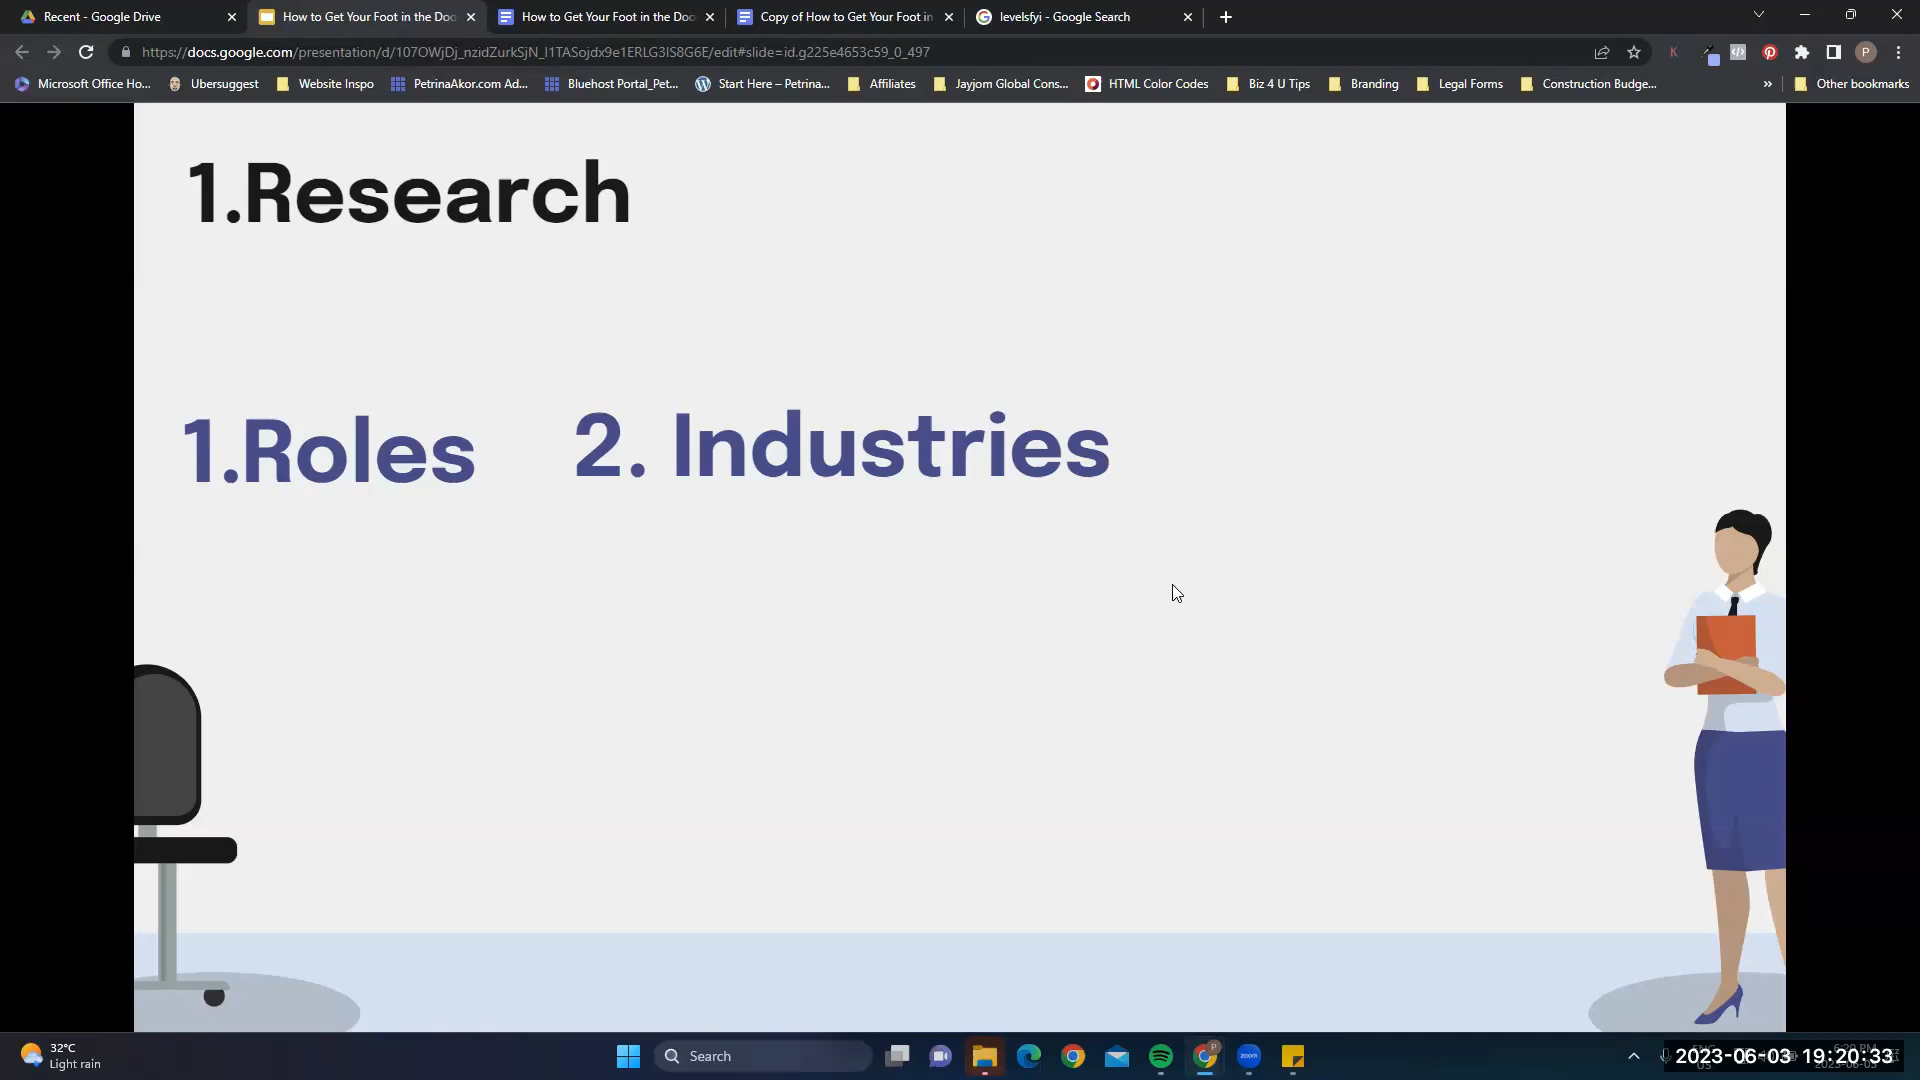 Recent - Google Drive
How to Get Your Foot in the Doo
How to Get Your Foot in the Doo
Copy of How to Get Your Foot in
levelsfyi - Google Search
https://docs.google.com/presentation/d/107OWjDj_nzidZurkSjN_l1TASojdx9e1ERLG3lS8G6E/edit#slide=id.g225e4653c59_0_497
Microsoft Office Ho...
Ubersuggest
Website Inspo
PetrinaAkor.com Ad...
Bluehost Portal_Pet...
Start Here – Petrina...
Affiliates
Jayjom Global Cons...
HTML Color Codes
Biz 4 U Tips
Branding
Legal Forms
Construction Budge...
Other bookmarks
1.Research
1.Roles
2. Industries
32°C
Light rain
Search
zoom
2023-06-03 19:20:33